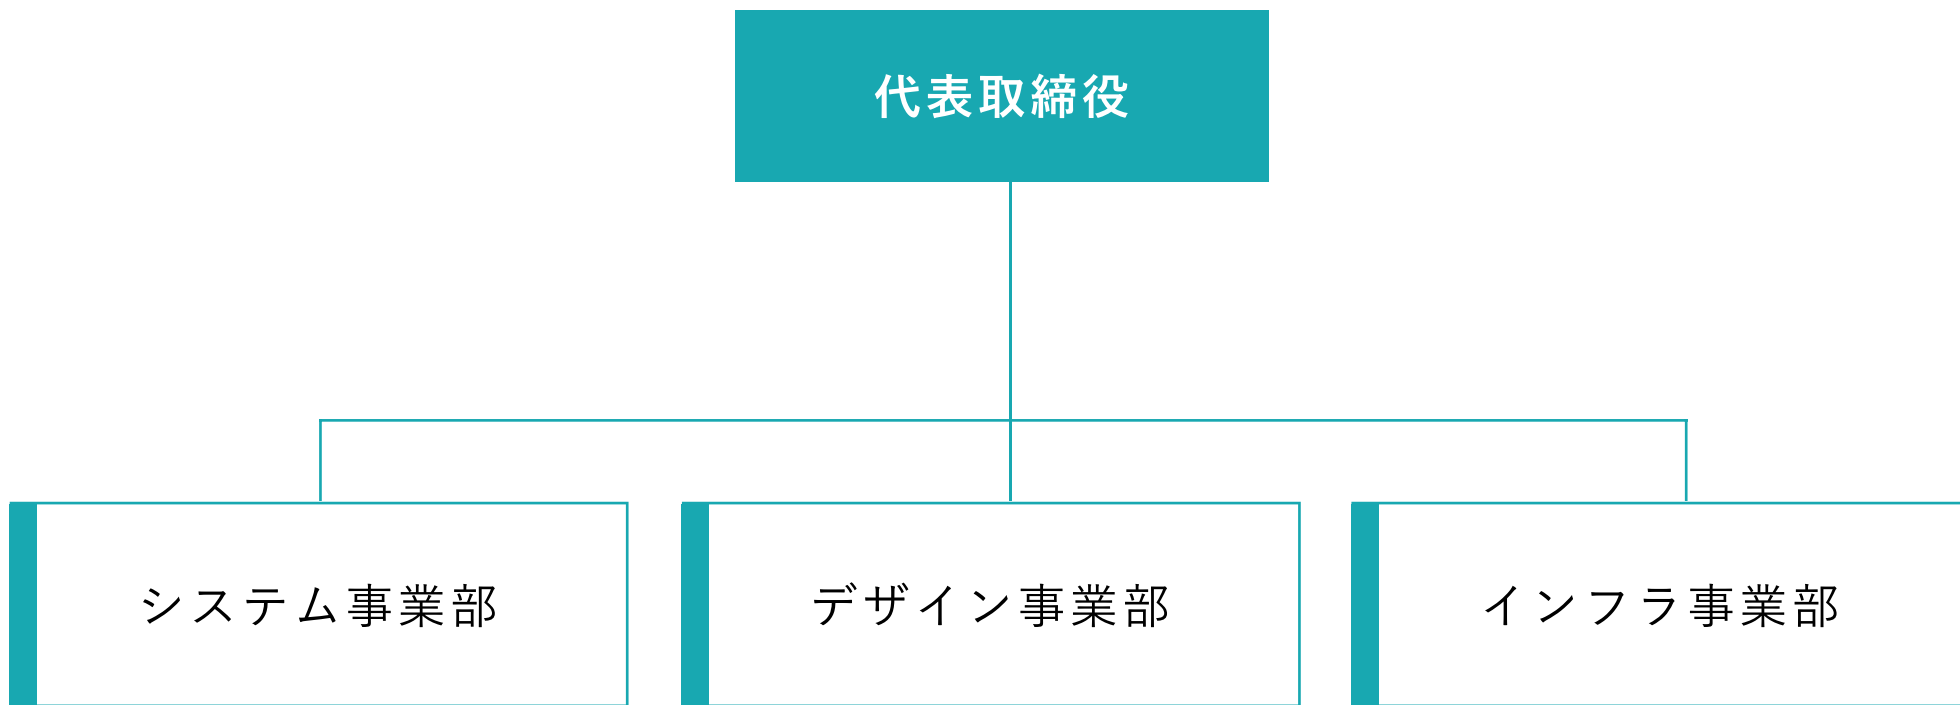 代表取締役
システム事業部
デザイン事業部
インフラ事業部